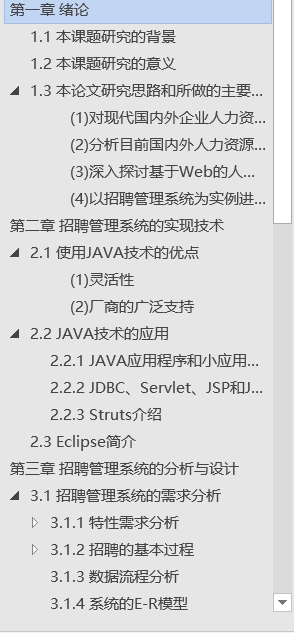 第一章 绪论
1.1 本课题研究的背景
1.2 本课题研究的意义
1.3 本论文研究思路和所做的主要...
(1)对现代国内外企业人力资...
(2)分析目前国内外人力资源...
(3)深入探讨基于Web的人...
(4)以招聘管理系统为实例进...
第二章 招聘管理系统的实现技术
2.1 使用JAVA技术的优点
(1)灵活性
(2)厂商的广泛支持
2.2 JAVA技术的应用
2.2.1 JAVA应用程序和小应用...
2.2.2 JDBC、Servlet、JSP和J...
2.2.3 Struts介绍
2.3 Eclipse简介
第三章 招聘管理系统的分析与设计
3.1 招聘管理系统的需求分析
3.1.1 特性需求分析
3.1.2 招聘的基本过程
3.1.3 数据流程分析
3.1.4 系统的E-R模型